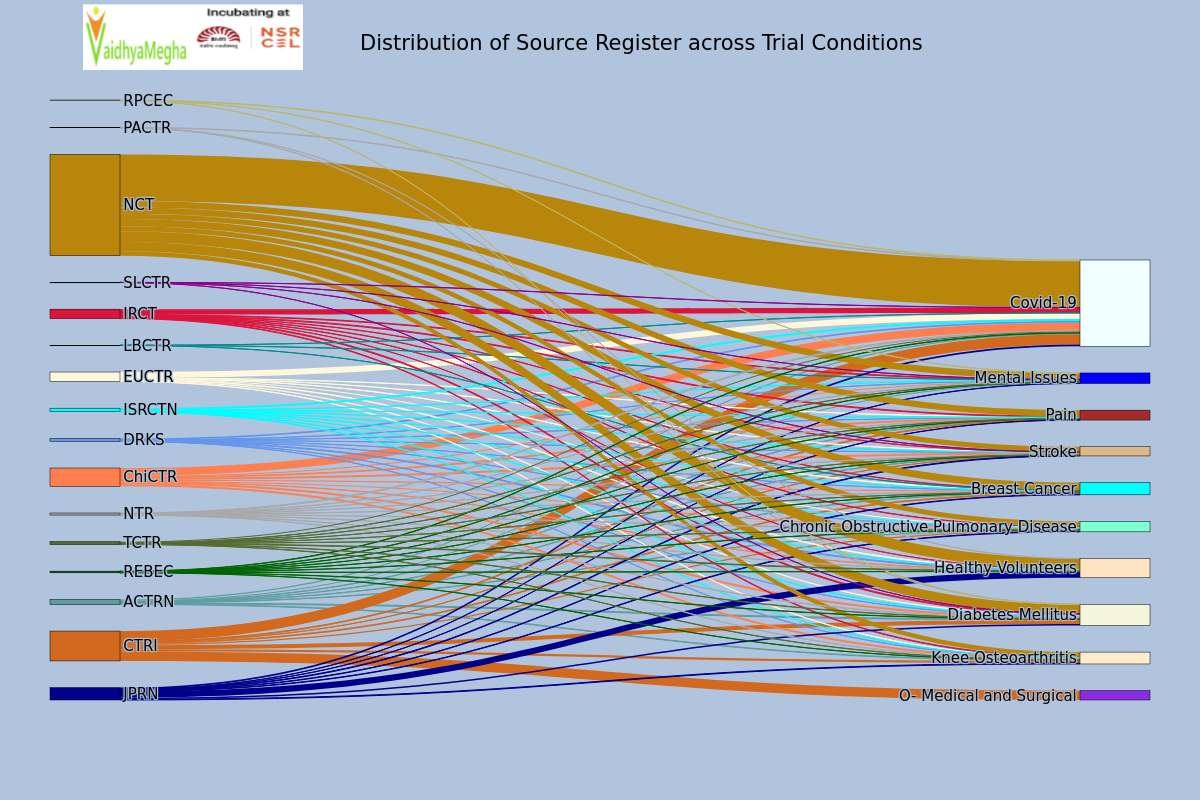 Incubating at
VaidhyaMegha
NSR
CEL
Distribution of Source Register across Trial Conditions
RPCEC
PACTR
NCT
SLCTR
IRCT
LBCTR
EUCTR
ISRCTN
DRKS
ChiCTR
NTR
TCTR
REBEC
ACTRN
CTRI
JPRN
Covid-19
Mental Issues
Pain
Stroke
Breast Cancer
Chronic Obstructive Pulmonary Disease
Healthy Volunteers
Diabetes Mellitus
Knee Osteoarthritis
O- Medical and Surgical